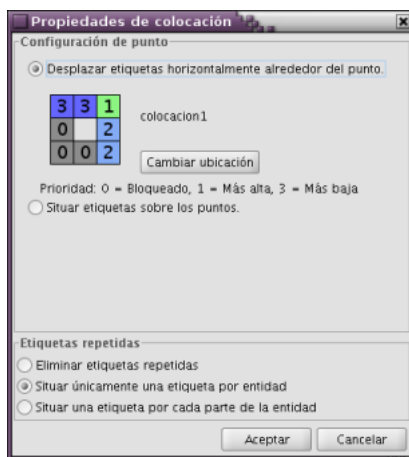 Propiedades de colocación
Configuración de punto
Desplazar etiquetas horizontalmente alrededor del punto.
3 3 1
0 2
0 0 2
colocacion1
Cambiar ubicación
Prioridad: 0 = Bloqueado, 1 = Más alta, 3 = Más baja
Situar etiquetas sobre los puntos.
Etiquetas repetidas
Eliminar etiquetas repetidas
Situar únicamente una etiqueta por entidad
Situar una etiqueta por cada parte de la entidad
Aceptar Cancelar